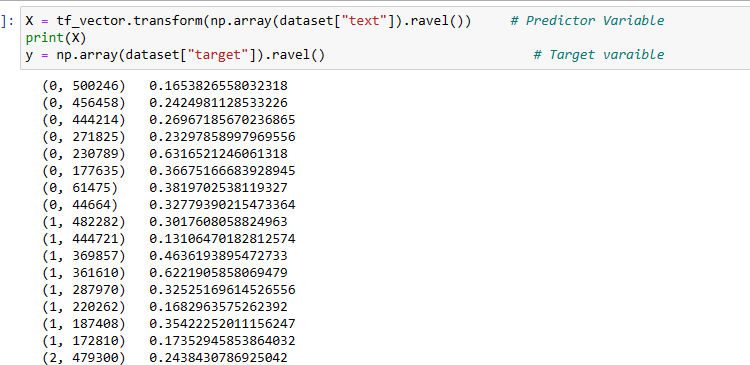 ]: X = tf_vector.transform(np.array(dataset["text"]).ravel()) # Predictor Variable
print(X)
y = np.array(dataset["target"]).ravel() # Target varaible
(0, 500246) 0.1653826558032318
(0, 456458) 0.2424981128533226
(0, 444214) 0.26967185670236865
(0, 271825) 0.23297858997969556
(0, 230789) 0.6316521246061318
(0, 177635) 0.36675166683928945
(0, 61475) 0.3819702538119327
(0, 44664) 0.32779390215473364
(1, 482282) 0.3017608058824963
(1, 444721) 0.13106470182812574
(1, 369857) 0.4636193895472733
(1, 361610) 0.6221905858069479
(1, 287970) 0.32525169614526556
(1, 220262) 0.1682963575262392
(1, 187408) 0.35422252011156247
(1, 172810) 0.17352945853864032
(2, 479300) 0.2438430786925042